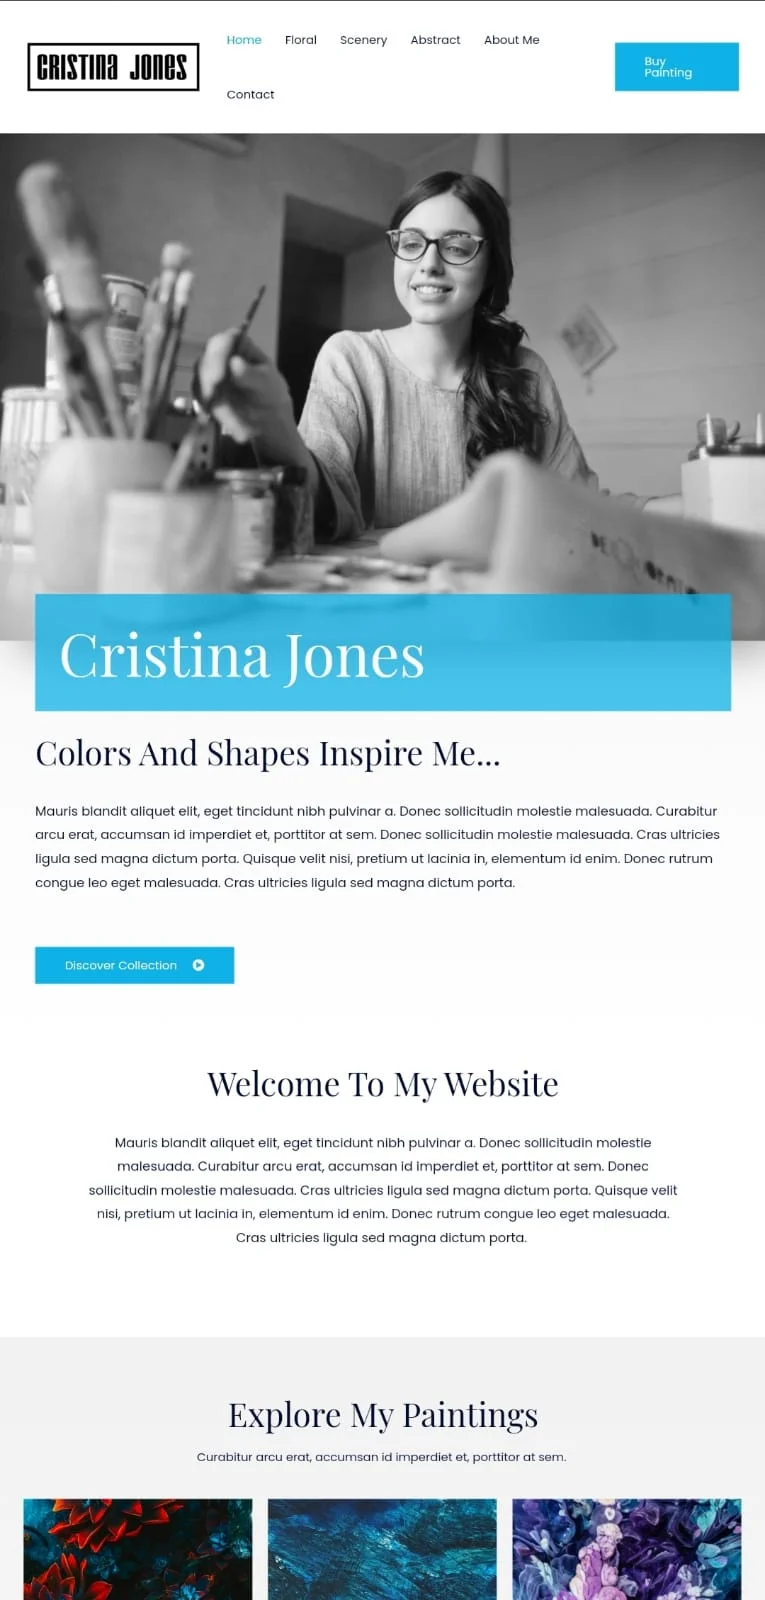 CRISTINA JONES
Home Floral Scenery Abstract About Me
Contact
Buy
Painting
Cristina Jones
Colors And Shapes Inspire Me...
Mauris blandit aliquet elit, eget tincidunt nibh pulvinar a. Donec sollicitudin molestie malesuada. Curabitur
arcu erat, accumsan id imperdiet et, porttitor at sem. Donec sollicitudin molestie malesuada. Cras ultricies
ligula sed magna dictum porta. Quisque velit nisi, pretium ut lacinia in, elementum id enim. Donec rutrum
congue leo eget malesuada. Cras ultricies ligula sed magna dictum porta.
Discover Collection
Welcome To My Website
Mauris blandit aliquet elit, eget tincidunt nibh pulvinar a. Donec sollicitudin molestie
malesuada. Curabitur arcu erat, accumsan id imperdiet et, porttitor at sem. Donec
sollicitudin molestie malesuada. Cras ultricies ligula sed magna dictum porta. Quisque velit
nisi, pretium ut lacinia in, elementum id enim. Donec rutrum congue leo eget malesuada.
Cras ultricies ligula sed magna dictum porta.
Explore My Paintings
Curabitur arcu erat, accumsan id imperdiet et, porttitor at sem.